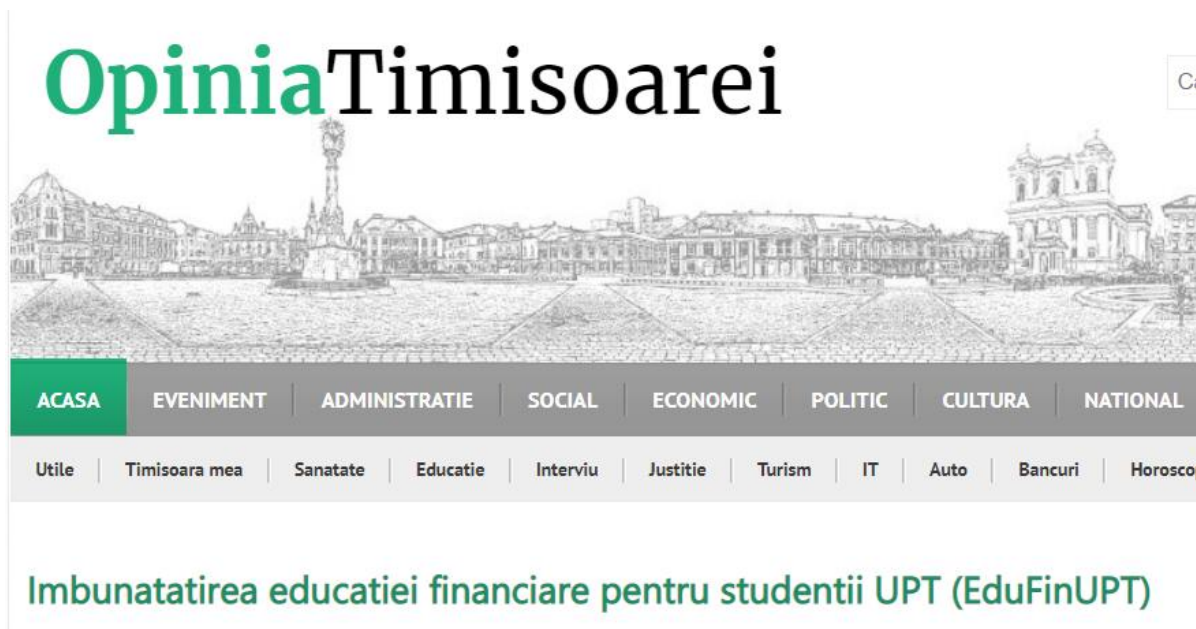 OpiniaTimisoarei
ACASA EVENIMENT ADMINISTRATIE SOCIAL ECONOMIC POLITIC CULTURA NATIONAL
Utile Timisoara mea Sanatate Educatie Interviu Justitie Turism IT Auto Bancuri
Imbunatatirea educatiei financiare pentru studentii UPT (EduFinUPT)